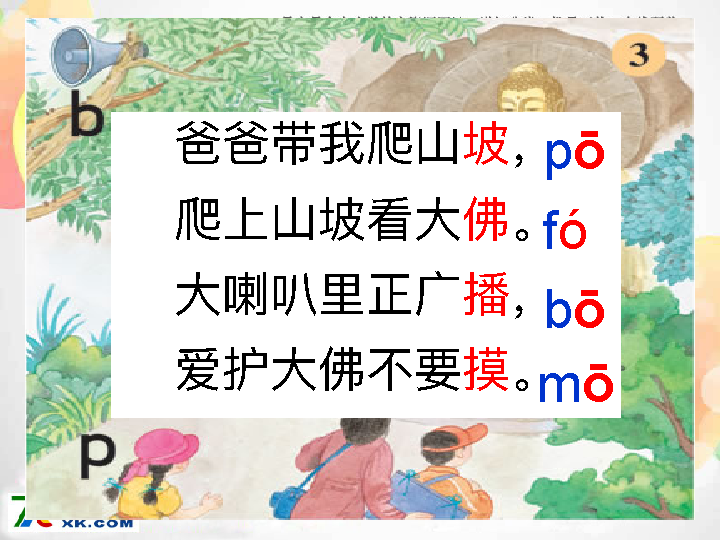 3
b
爸爸带我爬山坡， pō
爬上山坡看大佛。 fó
大喇叭里正广播， bō
爱护大佛不要摸。 mō
p
XK.COM